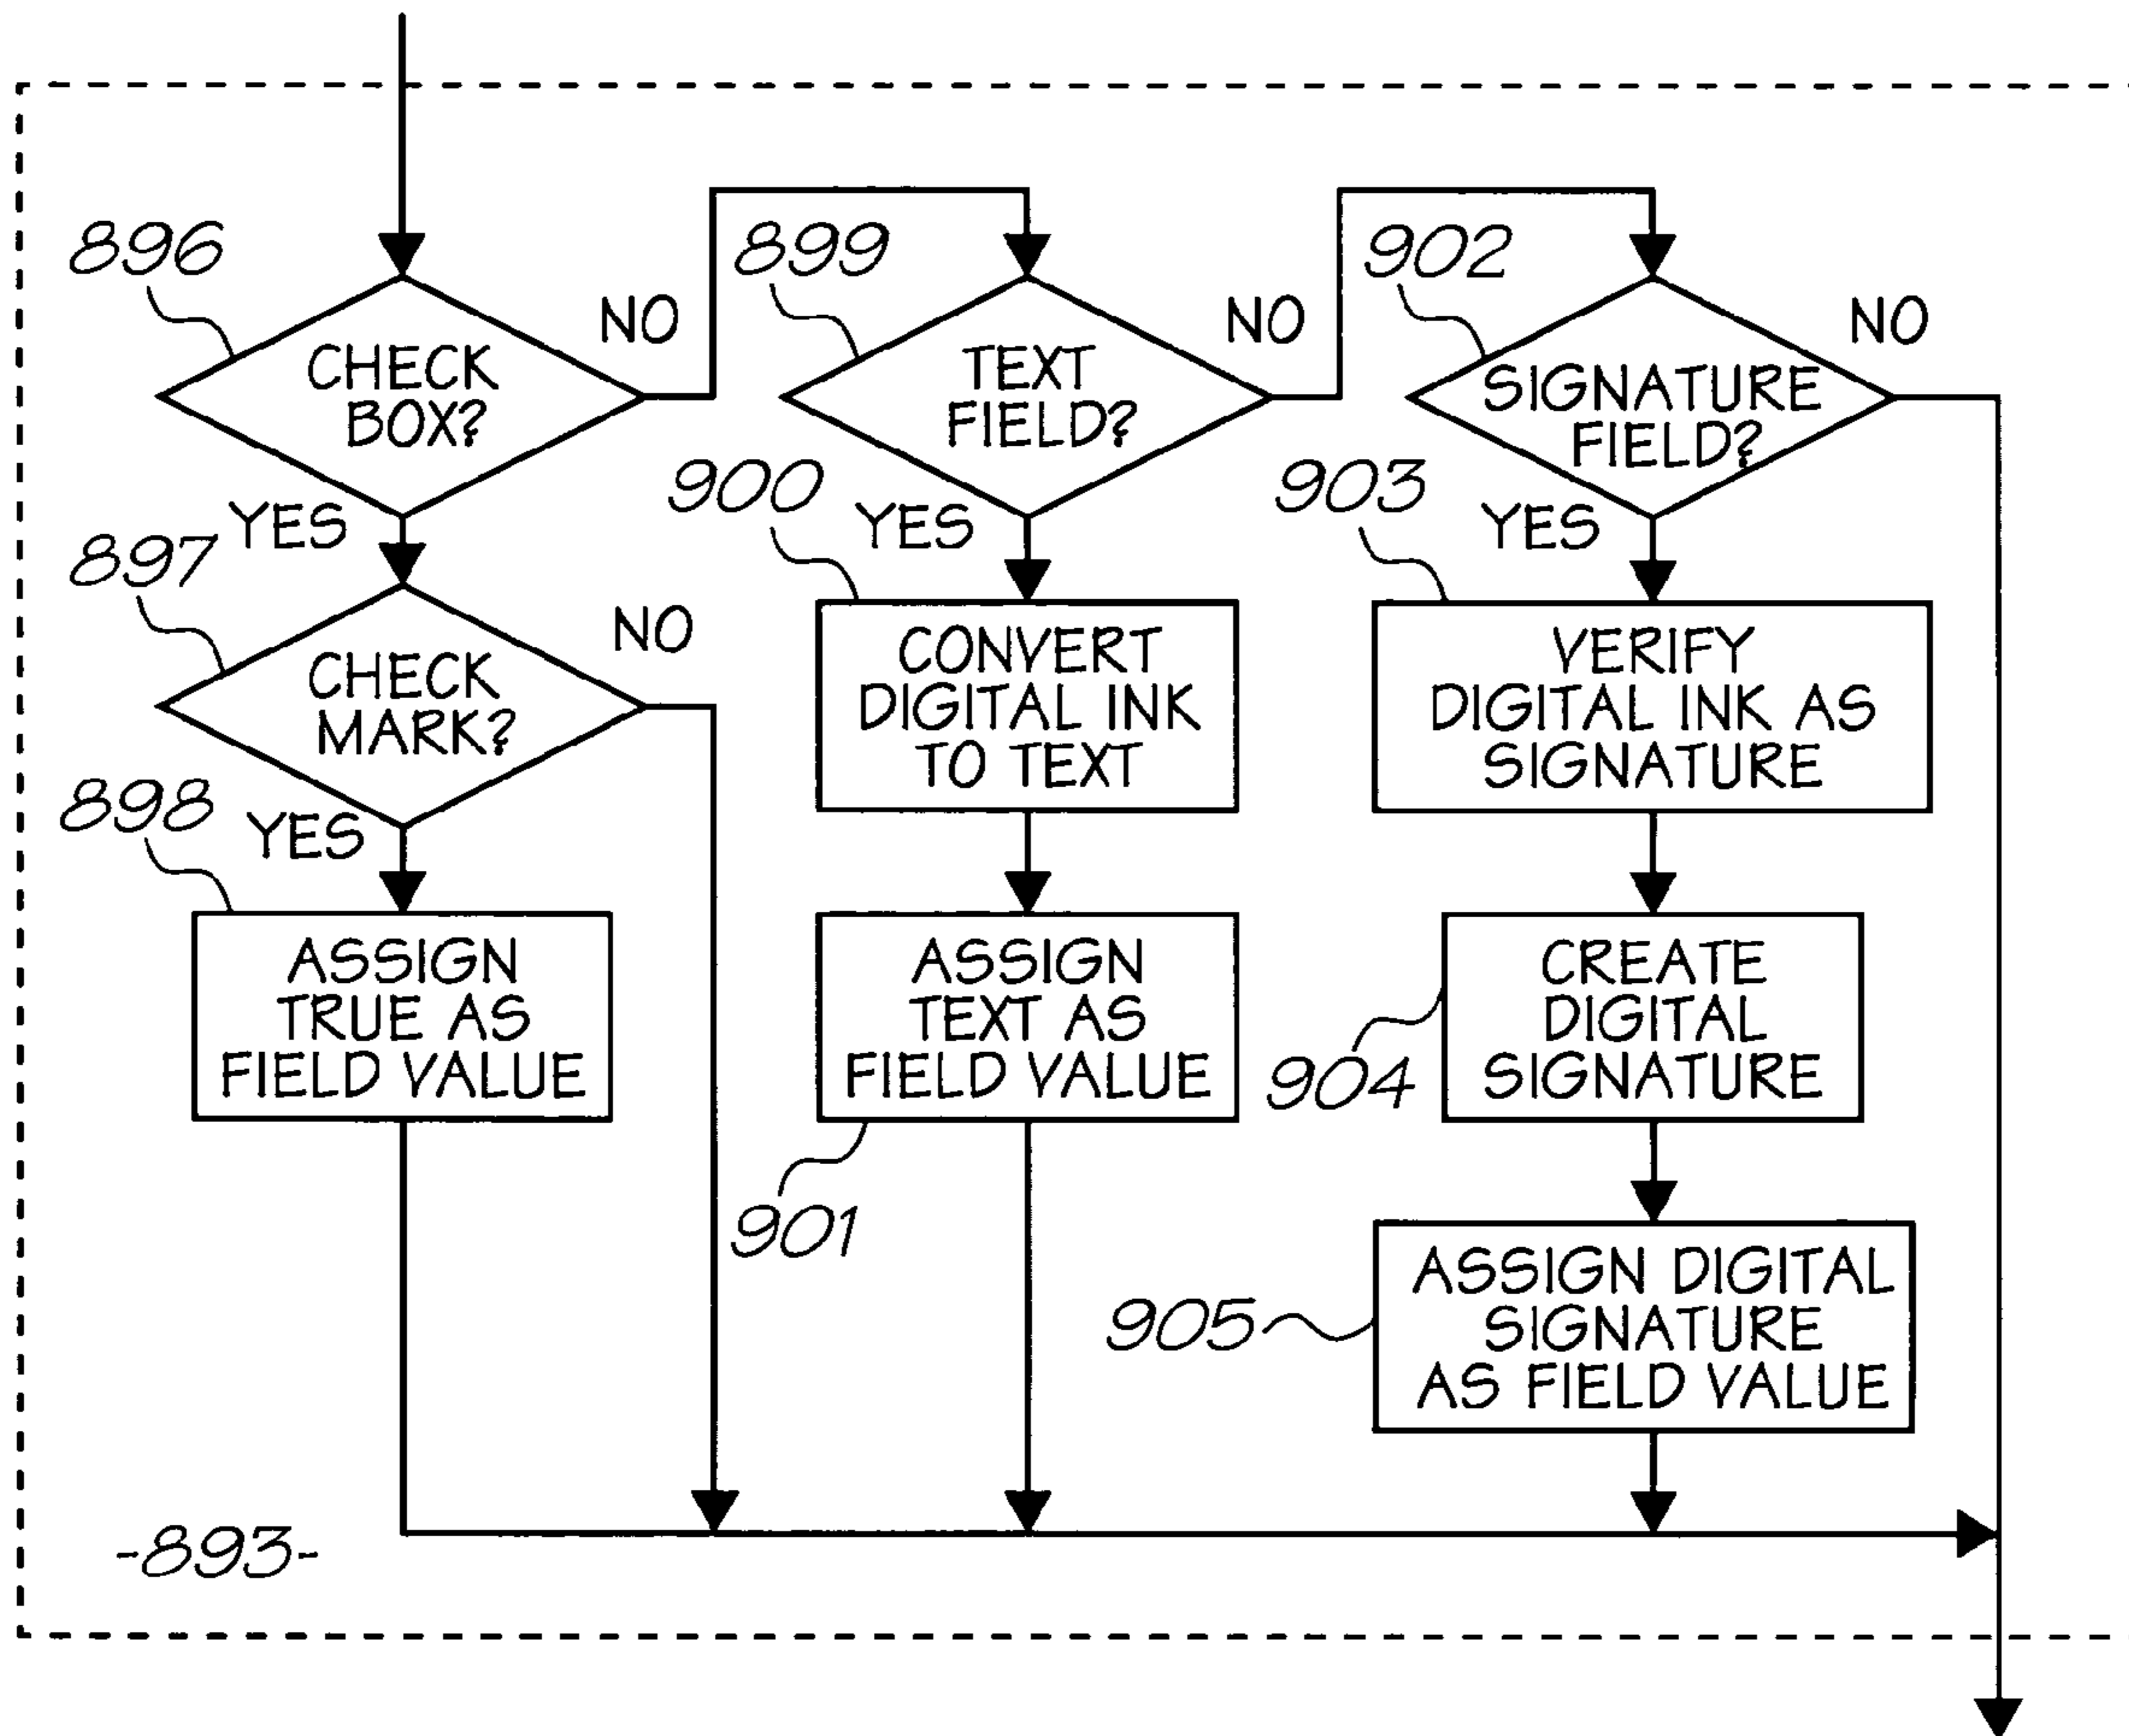 896
CHECK
BOX?
NO
YES
897
CHECK
MARK?
NO
YES
898
ASSIGN
TRUE AS
FIELD VALUE
899
TEXT
FIELD?
NO
YES
900
CONVERT
DIGITAL INK
TO TEXT
ASSIGN
TEXT AS
FIELD VALUE
901
902
SIGNATURE
FIELD?
NO
YES
903
VERIFY
DIGITAL INK AS
SIGNATURE
CREATE
DIGITAL
SIGNATURE
904
ASSIGN DIGITAL
SIGNATURE
AS FIELD VALUE
905
-893-